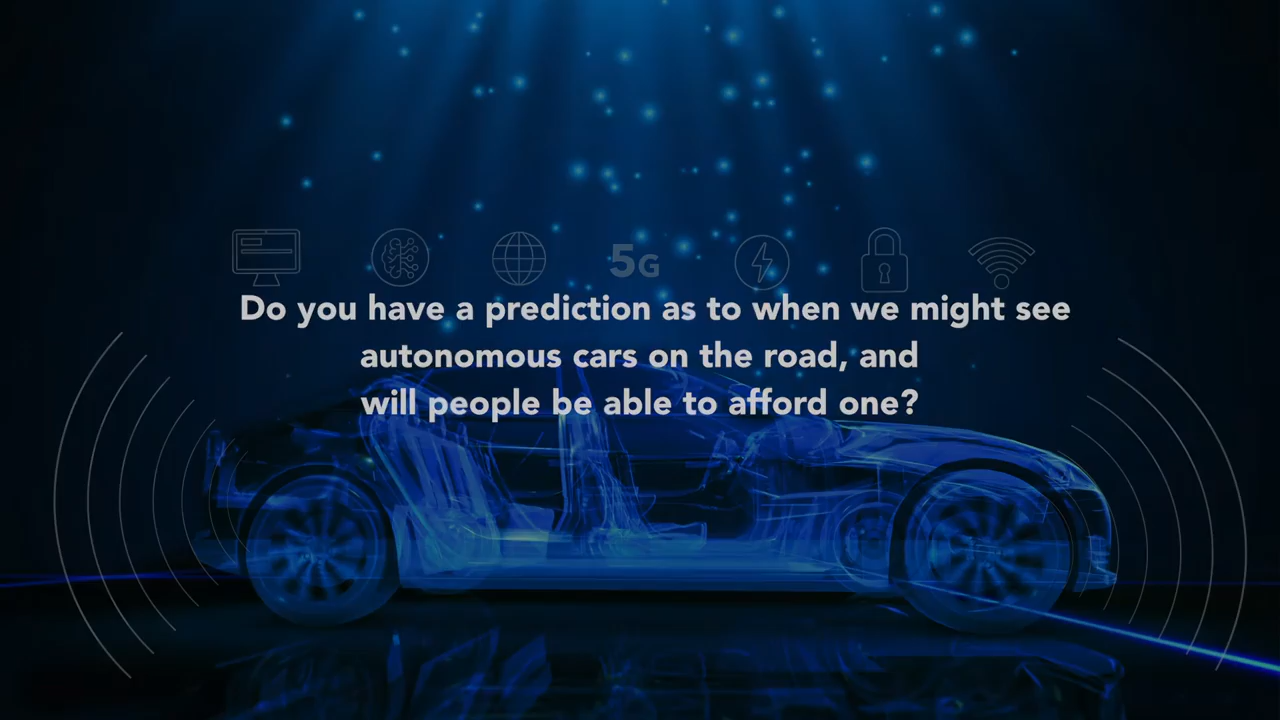 5G
Do you have a prediction as to when we might see
autonomous cars on the road, and
will people be able to afford one?